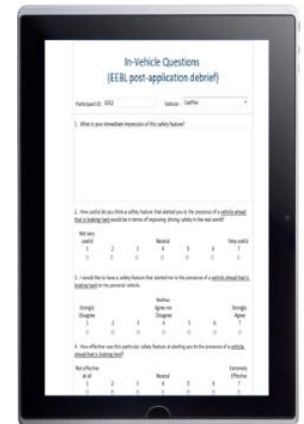 In-Vehicle Questions
(EEBL post-application debrief)
Participant ID: Vehicle:
1. What is your immediate impression of this safety feature?
2. How useful do you think a safety feature that alerted you to the presence of a vehicle ahead
that is braking hard would be in terms of improving driving safety in the real world?
Not very
useful Neutral Very useful
1 2 3 4 5 6 7
3. I would like to have a safety feature that alerted me to the presence of a vehicle ahead that is
braking hard on my personal vehicle.
Neither
Strongly Agree nor Strongly
Disagree Disagree Agree
1 2 3 4 5 6 7
4. How effective was this particular safety feature at alerting you to the presence of a vehicle
ahead that is braking hard?
Not effective Extremely
at all Neutral Effective
1 2 3 4 5 6 7